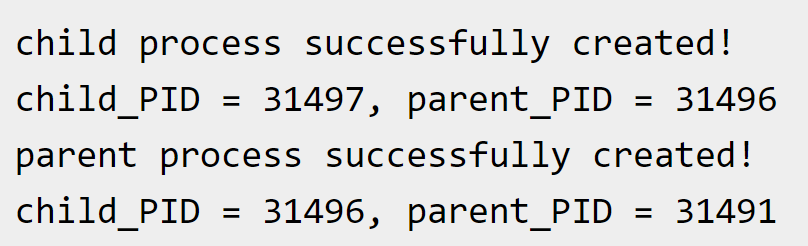 child process successfully created!
child_PID = 31497, parent_PID = 31496
parent process successfully created!
child_PID = 31496, parent_PID = 31491